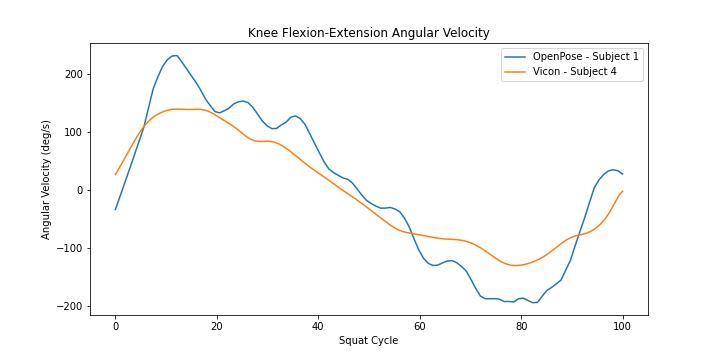 Knee Flexion-Extension Angular Velocity
OpenPose - Subject 1
Vicon - Subject 4
Angular Velocity (deg/s)
200
100
0
−100
−200
0 20 40 60 80 100
Squat Cycle